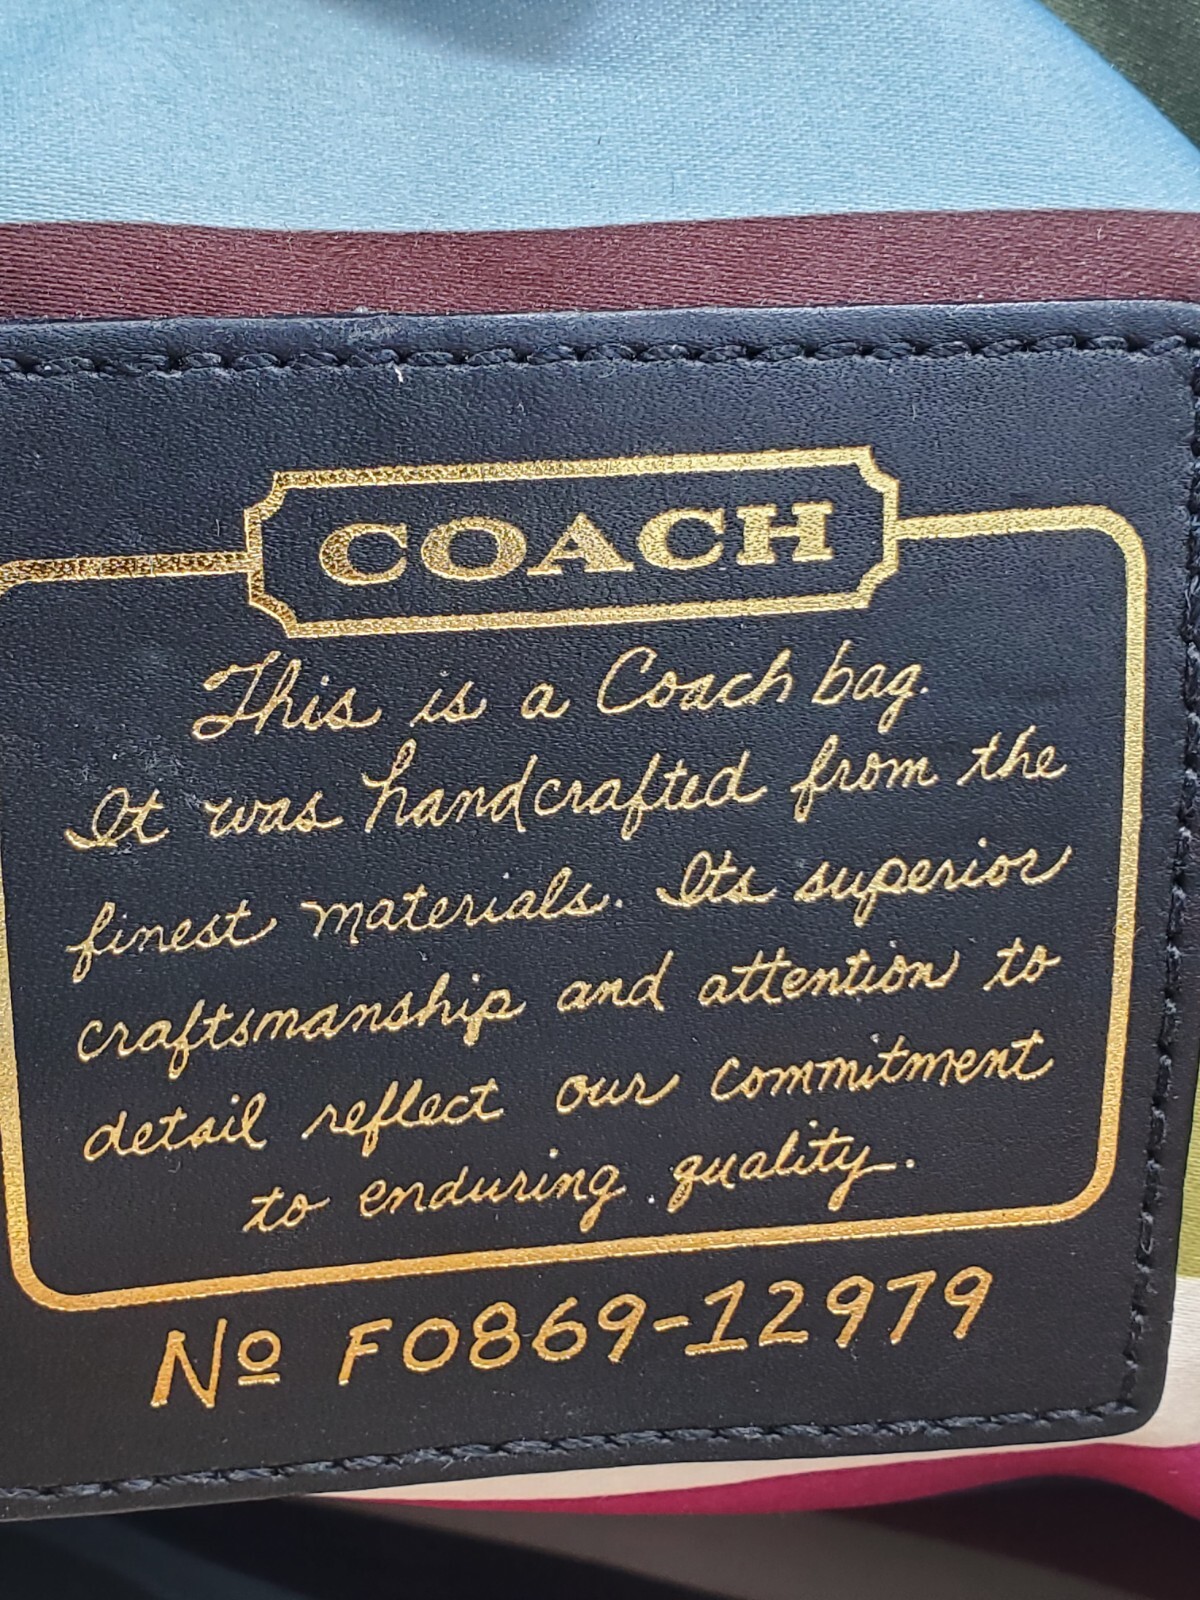 COACH
This is a Coach bag.
It was handcrafted from the
finest materials. Its superior
craftsmanship and attention to
detail reflect our commitment
to enduring quality.
Nº F0869-12979